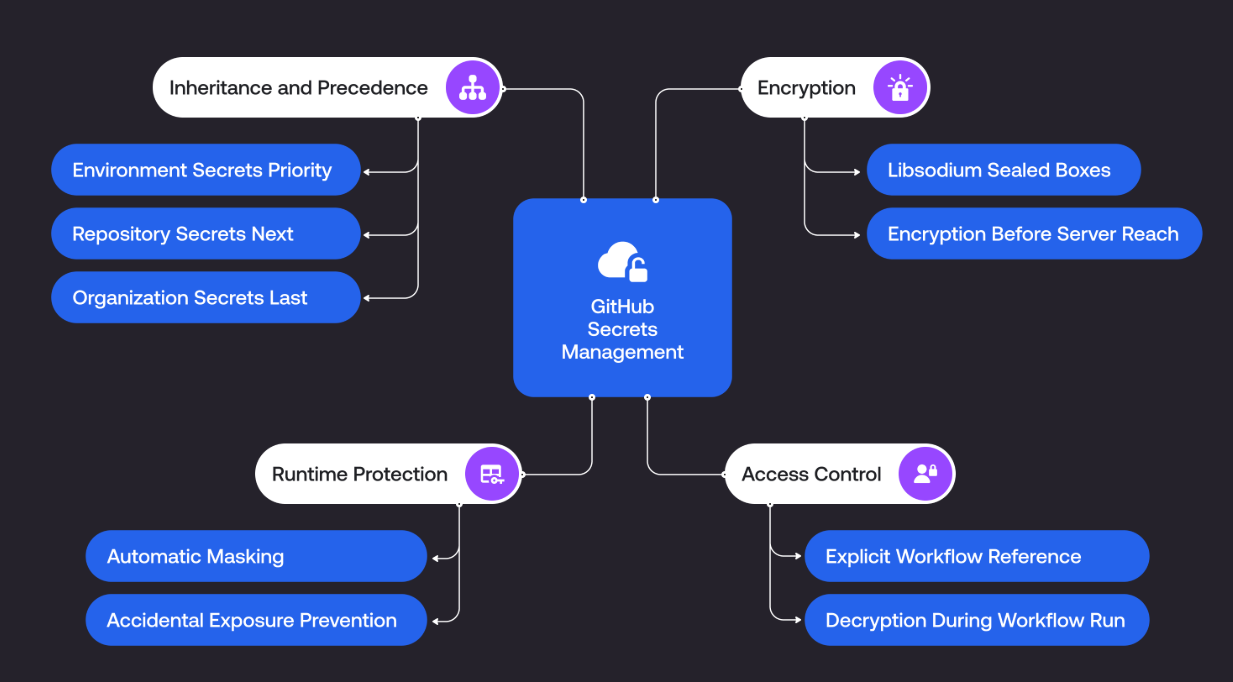 Inheritance and Precedence
Environment Secrets Priority
Repository Secrets Next
Organization Secrets Last
Encryption
Libsodium Sealed Boxes
Encryption Before Server Reach
GitHub
Secrets
Management
Runtime Protection
Automatic Masking
Accidental Exposure Prevention
Access Control
Explicit Workflow Reference
Decryption During Workflow Run